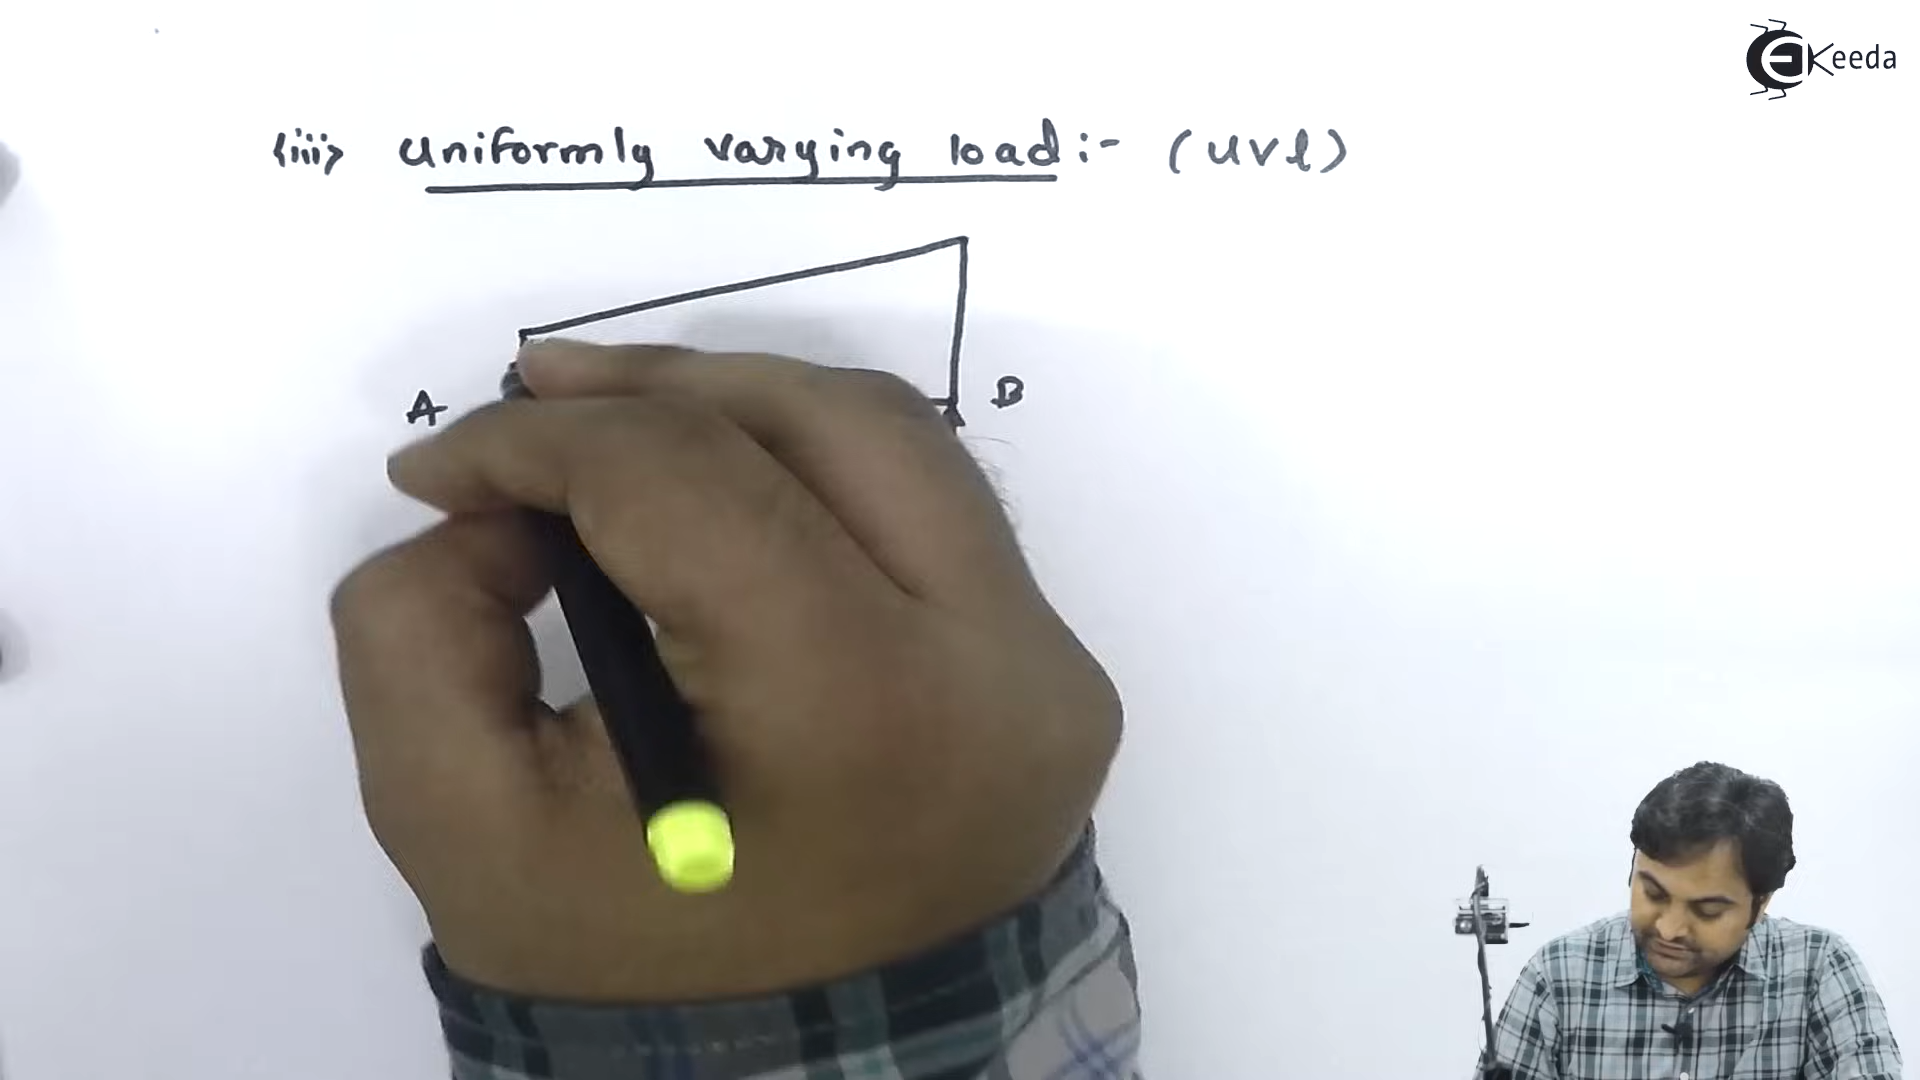 (iii) Uniformly varying load :- (uvl)
A
B
EKeeda